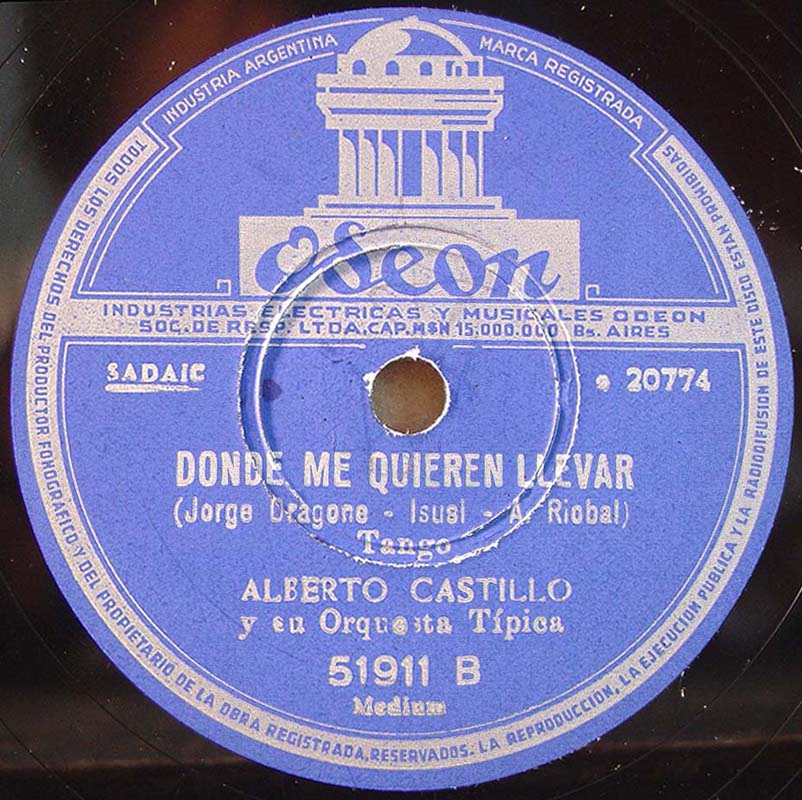 INDUSTRIA ARGENTINA
MARCA REGISTRADA
Odeon
INDUSTRIAS ELECTRICAS Y MUSICALES ODEON
SOC. DE RESP. LTDA. CAP. M$N 15.000.000 Bs. AIRES
SADAIC
e 20774
DONDE ME QUIEREN LLEVAR
(Jorge Dragone - Isusi - A. Riobal)
Tango
ALBERTO CASTILLO
y su Orquesta Típica
51911 B
Medium
TODOS LOS DERECHOS DEL PRODUCTOR FONOGRAFICO Y DEL PROPIETARIO DE LA OBRA REGISTRADA, RESERVADOS. LA REPRODUCCION, LA EJECUCION PUBLICA Y LA RADIODIFUSION DE ESTE DISCO ESTAN PROHIBIDAS